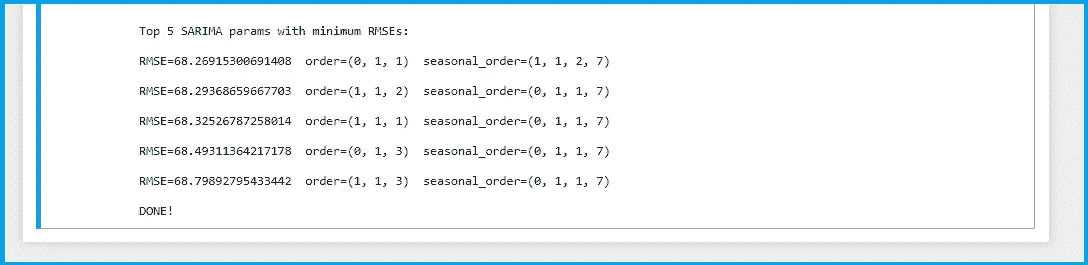 Top 5 SARIMA params with minimum RMSEs:
RMSE=68.26915300691408  order=(0, 1, 1)  seasonal_order=(1, 1, 2, 7)
RMSE=68.29368659667703  order=(1, 1, 2)  seasonal_order=(0, 1, 1, 7)
RMSE=68.32526787258014  order=(1, 1, 1)  seasonal_order=(0, 1, 1, 7)
RMSE=68.49311364217178  order=(0, 1, 3)  seasonal_order=(0, 1, 1, 7)
RMSE=68.79892795433442  order=(1, 1, 3)  seasonal_order=(0, 1, 1, 7)
DONE!